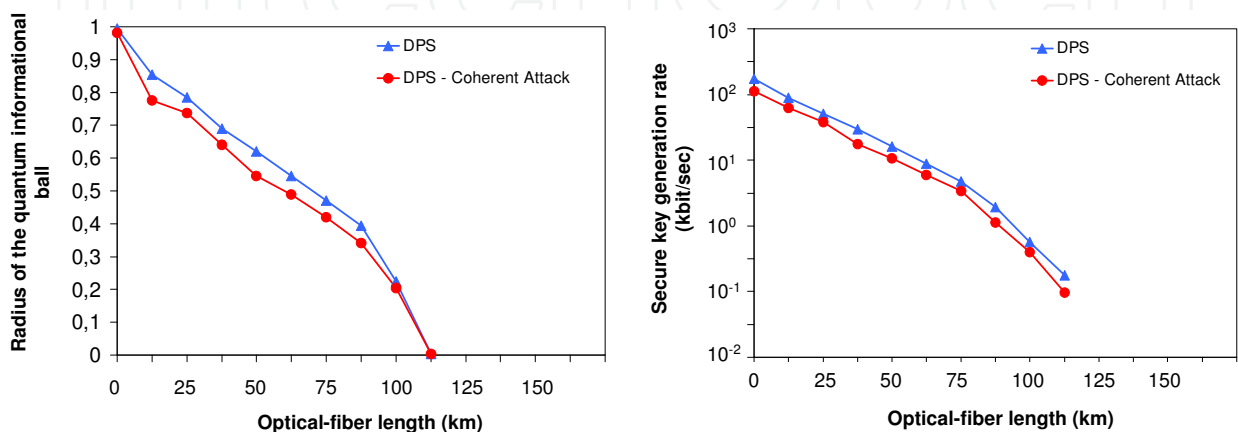 Radius of the quantum informational
ball
1
0,9
0,8
0,7
0,6
0,5
0,4
0,3
0,2
0,1
0
0 25 50 75 100 125 150
Optical-fiber length (km)
DPS
DPS - Coherent Attack
Secure key generation rate
(kbit/sec)
10³
10²
10¹
10⁰
10⁻¹
10⁻²
0 25 50 75 100 125 150
Optical-fiber length (km)
DPS
DPS - Coherent Attack